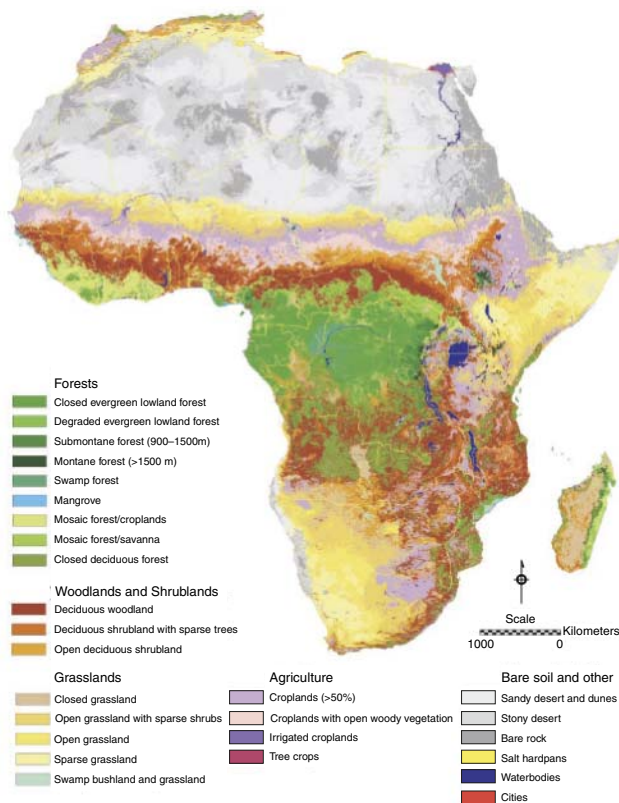 Forests
Closed evergreen lowland forest
Degraded evergreen lowland forest
Submontane forest (900–1500m)
Montane forest (>1500 m)
Swamp forest
Mangrove
Mosaic forest/croplands
Mosaic forest/savanna
Closed deciduous forest
Woodlands and Shrublands
Deciduous woodland
Deciduous shrubland with sparse trees
Open deciduous shrubland
Grasslands
Closed grassland
Open grassland with sparse shrubs
Open grassland
Sparse grassland
Swamp bushland and grassland
Agriculture
Croplands (>50%)
Croplands with open woody vegetation
Irrigated croplands
Tree crops
Scale
Kilometers
1000 0
Bare soil and other
Sandy desert and dunes
Stony desert
Bare rock
Salt hardpans
Waterbodies
Cities